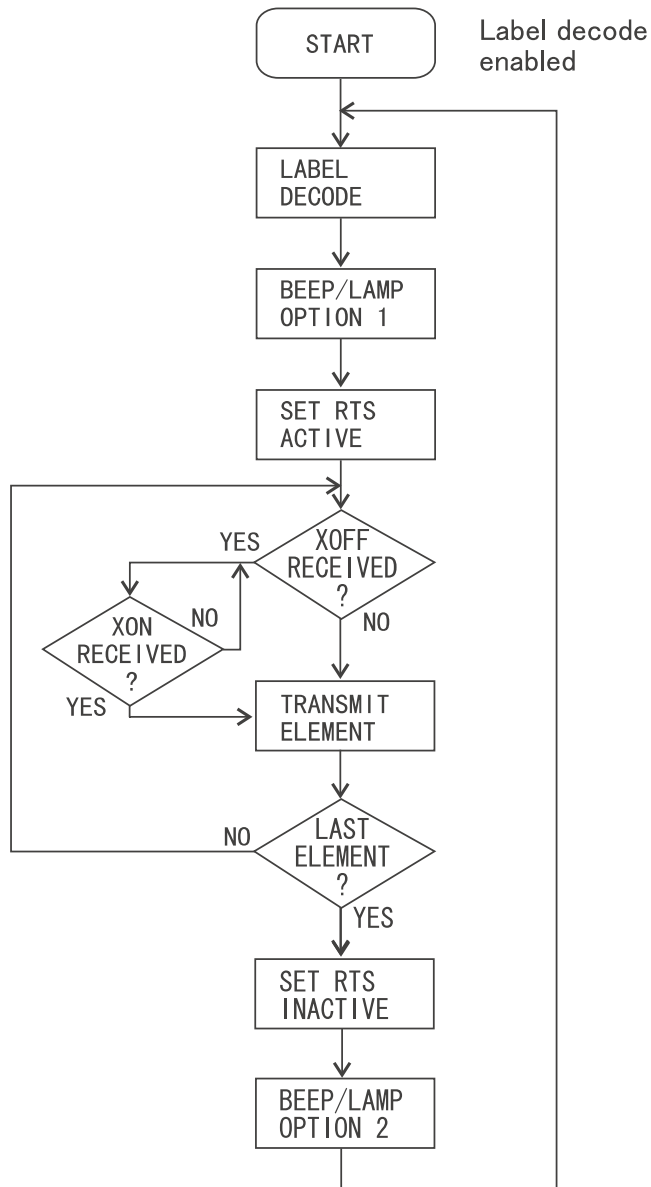 START
Label decode
enabled
LABEL
DECODE
BEEP/LAMP
OPTION 1
SET RTS
ACTIVE
YES
XOFF
RECEIVED
?
NO
XON
RECEIVED
?
NO
YES
TRANSMIT
ELEMENT
NO
LAST
ELEMENT
?
YES
SET RTS
INACTIVE
BEEP/LAMP
OPTION 2